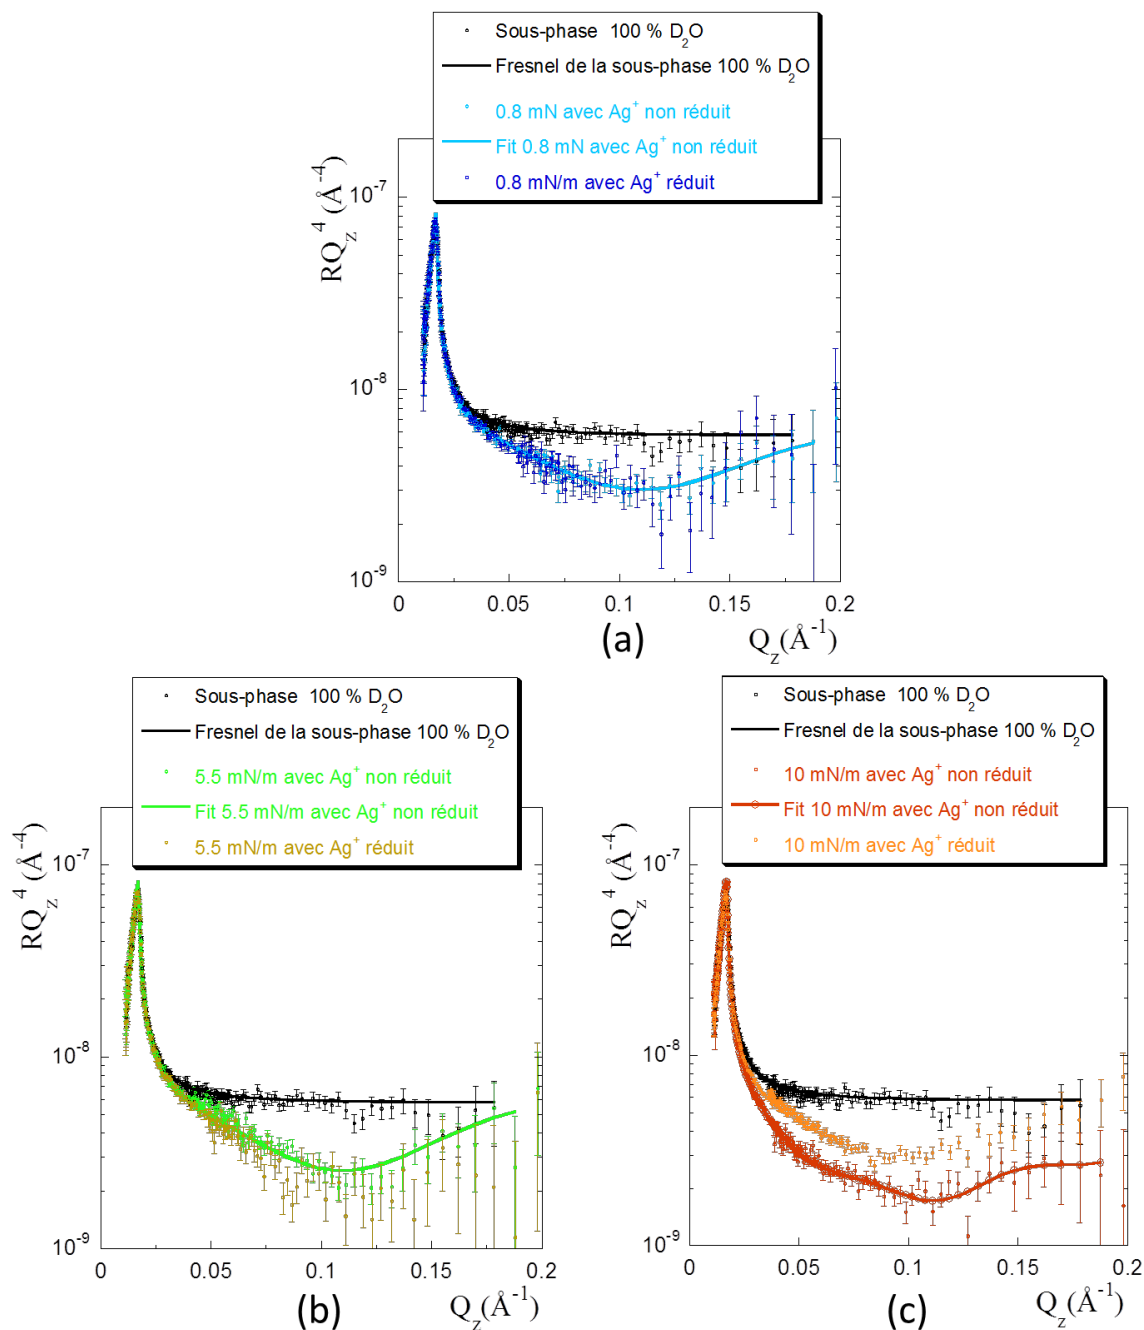 Sous-phase 100 % D₂O
Fresnel de la sous-phase 100 % D₂O
0.8 mN avec Ag⁺ non réduit
Fit 0.8 mN avec Ag⁺ non réduit
0.8 mN/m avec Ag⁺ réduit
RQ_z⁴ (Å⁻⁴)
10⁻⁷
10⁻⁸
10⁻⁹
0 0.05 0.1 0.15 0.2
(a)
Q_z(Å⁻¹)
Sous-phase 100 % D₂O
Fresnel de la sous-phase 100 % D₂O
5.5 mN/m avec Ag⁺ non réduit
Fit 5.5 mN/m avec Ag⁺ non réduit
5.5 mN/m avec Ag⁺ réduit
RQ_z⁴ (Å⁻⁴)
10⁻⁷
10⁻⁸
10⁻⁹
0 0.05 0.1 0.15 0.2
(b)
Q_z(Å⁻¹)
Sous-phase 100 % D₂O
Fresnel de la sous-phase 100 % D₂O
10 mN/m avec Ag⁺ non réduit
Fit 10 mN/m avec Ag⁺ non réduit
10 mN/m avec Ag⁺ réduit
RQ_z⁴ (Å⁻⁴)
10⁻⁷
10⁻⁸
10⁻⁹
0 0.05 0.1 0.15 0.2
(c)
Q_z(Å⁻¹)